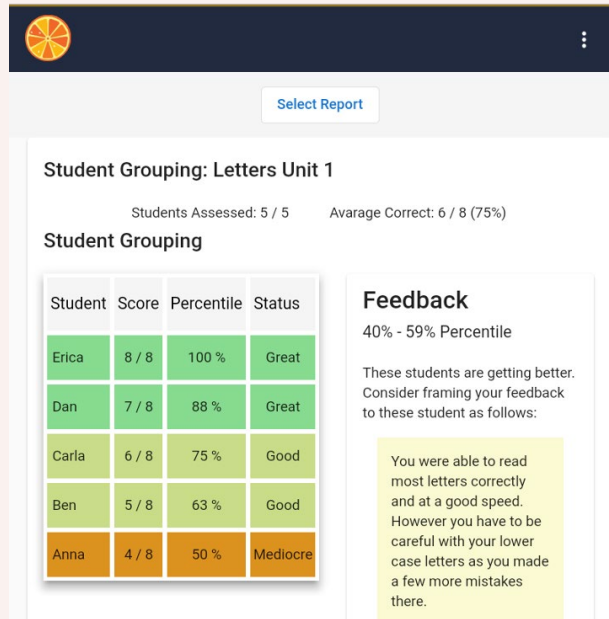 Select Report
Student Grouping: Letters Unit 1
Students Assessed: 5 / 5 Avarage Correct: 6 / 8 (75%)
Student Grouping
Student Score Percentile Status
Erica 8 / 8 100 % Great
Dan 7 / 8 88 % Great
Carla 6 / 8 75 % Good
Ben 5 / 8 63 % Good
Anna 4 / 8 50 % Mediocre
Feedback
40% - 59% Percentile
These students are getting better.
Consider framing your feedback
to these student as follows:
You were able to read
most letters correctly
and at a good speed.
However you have to be
careful with your lower
case letters as you made
a few more mistakes
there.